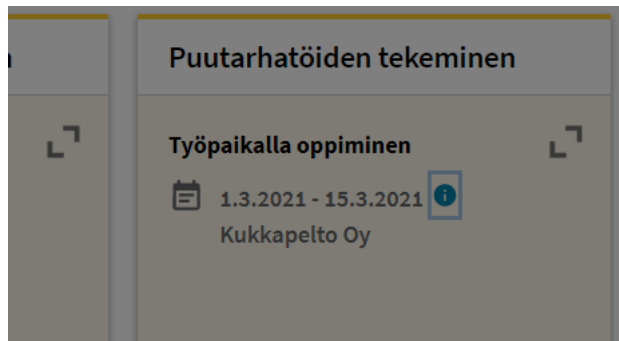 Puutarhatöiden tekeminen
Työpaikalla oppiminen
1.3.2021 - 15.3.2021
Kukkapelto Oy